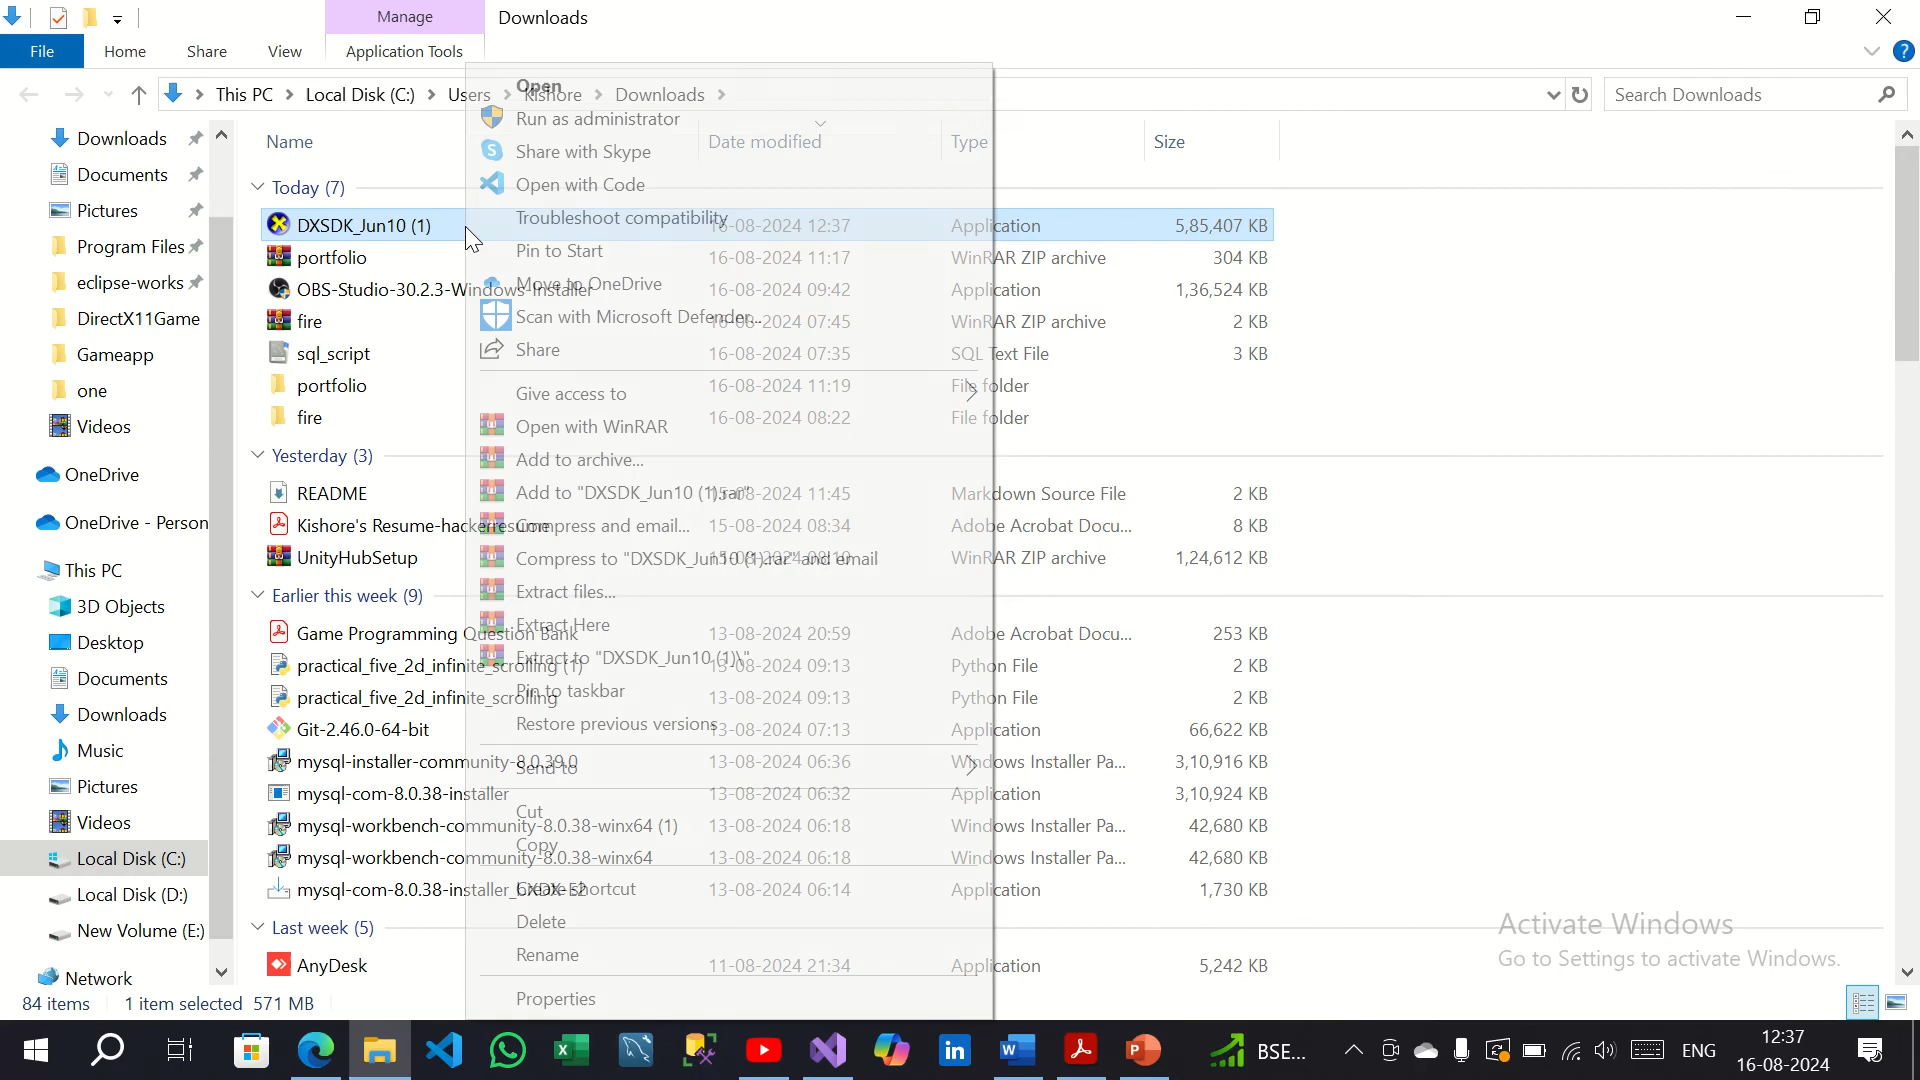 Manage
Downloads
File
Home
Share
View
Application Tools
This PC
Local Disk (C:)
Users
Kishore
Downloads
Search Downloads
Name
Date modified
Type
Size
Downloads
Documents
Pictures
Program Files
eclipse-works
DirectX11Game
Gameapp
one
Videos
OneDrive
OneDrive - Person
This PC
3D Objects
Desktop
Documents
Downloads
Music
Pictures
Videos
Local Disk (C:)
Local Disk (D:)
New Volume (E:)
Network
Today (7)
DXSDK_Jun10 (1) 16-08-2024 12:37 Application 5,85,407 KB
portfolio 16-08-2024 11:17 WinRAR ZIP archive 304 KB
OBS-Studio-30.2.3-Windows-Installer 16-08-2024 09:42 Application 1,36,524 KB
fire 16-08-2024 07:45 WinRAR ZIP archive 2 KB
sql_script 16-08-2024 07:35 SQL Text File 3 KB
portfolio 16-08-2024 11:19 File folder
fire 16-08-2024 08:22 File folder
Yesterday (3)
README 15-08-2024 11:45 Markdown Source File 2 KB
Kishore's Resume-hackerresume 15-08-2024 08:34 Adobe Acrobat Docu... 8 KB
UnityHubSetup WinRAR ZIP archive 1,24,612 KB
Earlier this week (9)
Game Programming Question Bank 13-08-2024 20:59 Adobe Acrobat Docu... 253 KB
practical_five_2d_infinite_scrolling (1) 13-08-2024 09:13 Python File 2 KB
practical_five_2d_infinite_scrolling 13-08-2024 09:13 Python File 2 KB
Git-2.46.0-64-bit 13-08-2024 07:13 Application 66,622 KB
mysql-installer-community-8.0.39.0 13-08-2024 06:36 Windows Installer Pa... 3,10,916 KB
mysql-com-8.0.38-installer 13-08-2024 06:32 Application 3,10,924 KB
mysql-workbench-community-8.0.38-winx64 (1) 13-08-2024 06:18 Windows Installer Pa... 42,680 KB
mysql-workbench-community-8.0.38-winx64 13-08-2024 06:18 Windows Installer Pa... 42,680 KB
13-08-2024 06:14 Application 1,730 KB
Last week (5)
AnyDesk 11-08-2024 21:34 Application 5,242 KB
Open
Run as administrator
Share with Skype
Open with Code
Troubleshoot compatibility
Pin to Start
Move to OneDrive
Scan with Microsoft Defender...
Share
Give access to
Open with WinRAR
Add to archive...
Add to "DXSDK_Jun10 (1).rar"
Compress and email...
Compress to "DXSDK_Jun10 (1).rar" and email
Extract files...
Extract Here
Extract to "DXSDK_Jun10 (1)\"
Pin to taskbar
Restore previous versions
Send to
Cut
Copy
Create shortcut
Delete
Rename
Properties
Activate Windows
Go to Settings to activate Windows.
84 items
1 item selected 571 MB
BSE...
ENG
12:37
16-08-2024